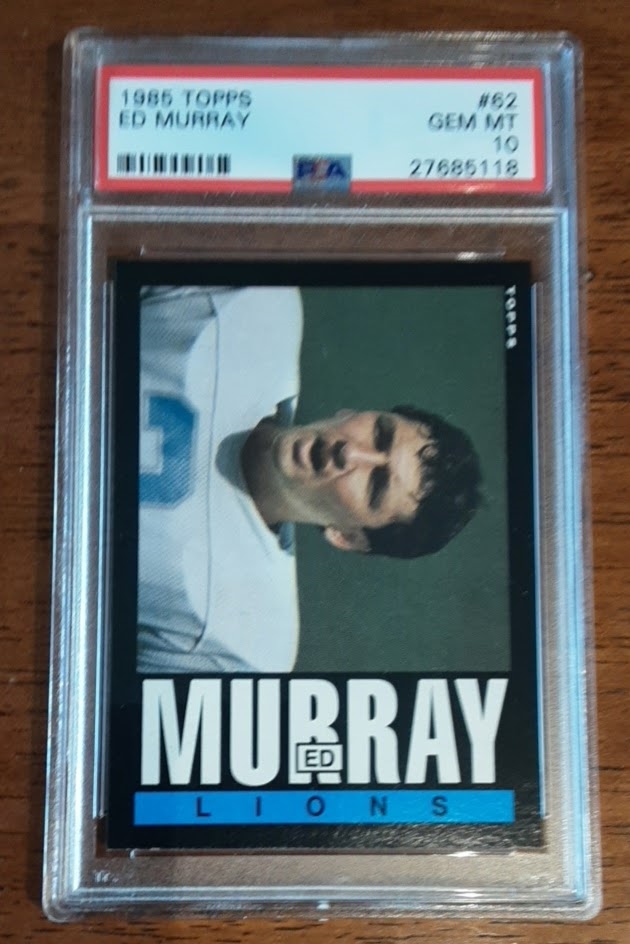 1985 TOPPS #62
ED MURRAY GEM MT
10
PSA 27685118
TOPPS
MURRAY
ED
LIONS